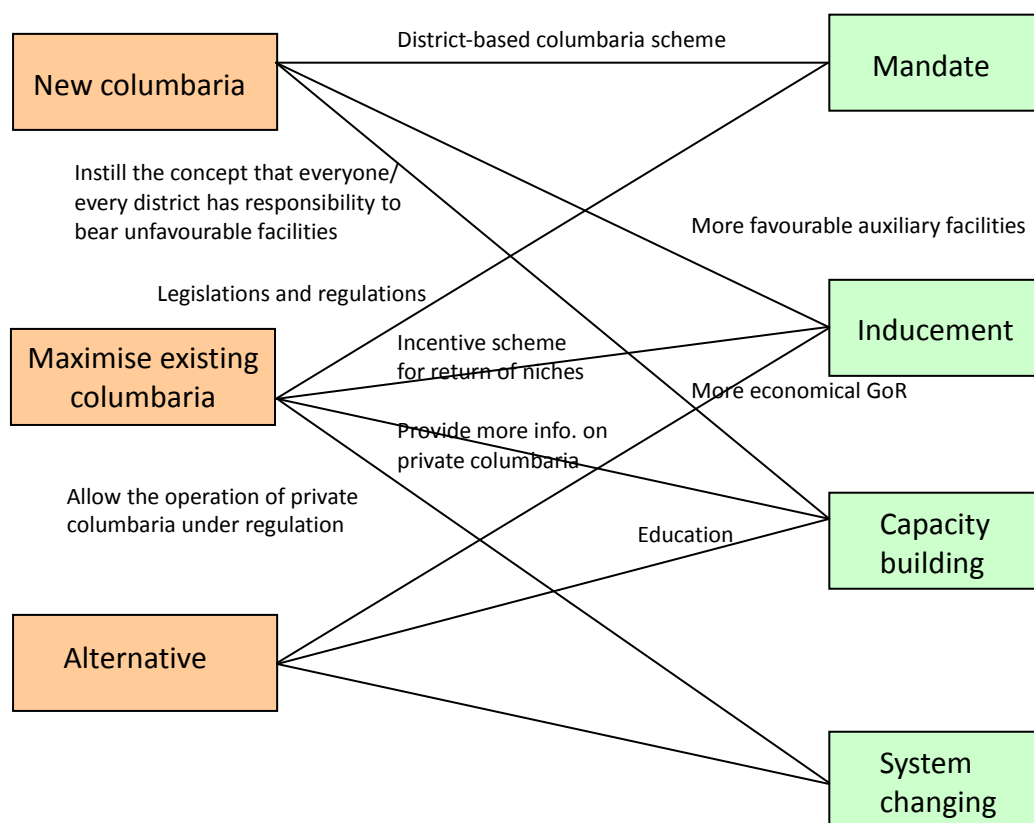 District-based columbaria scheme
New columbaria
Mandate
Instill the concept that everyone/
every district has responsibility to
bear unfavourable facilities
More favourable auxiliary facilities
Legislations and regulations
Maximise existing
columbaria
Incentive scheme
for return of niches
Inducement
More economical GoR
Provide more info. on
private columbaria
Allow the operation of private
columbaria under regulation
Education
Capacity
building
Alternative
System
changing